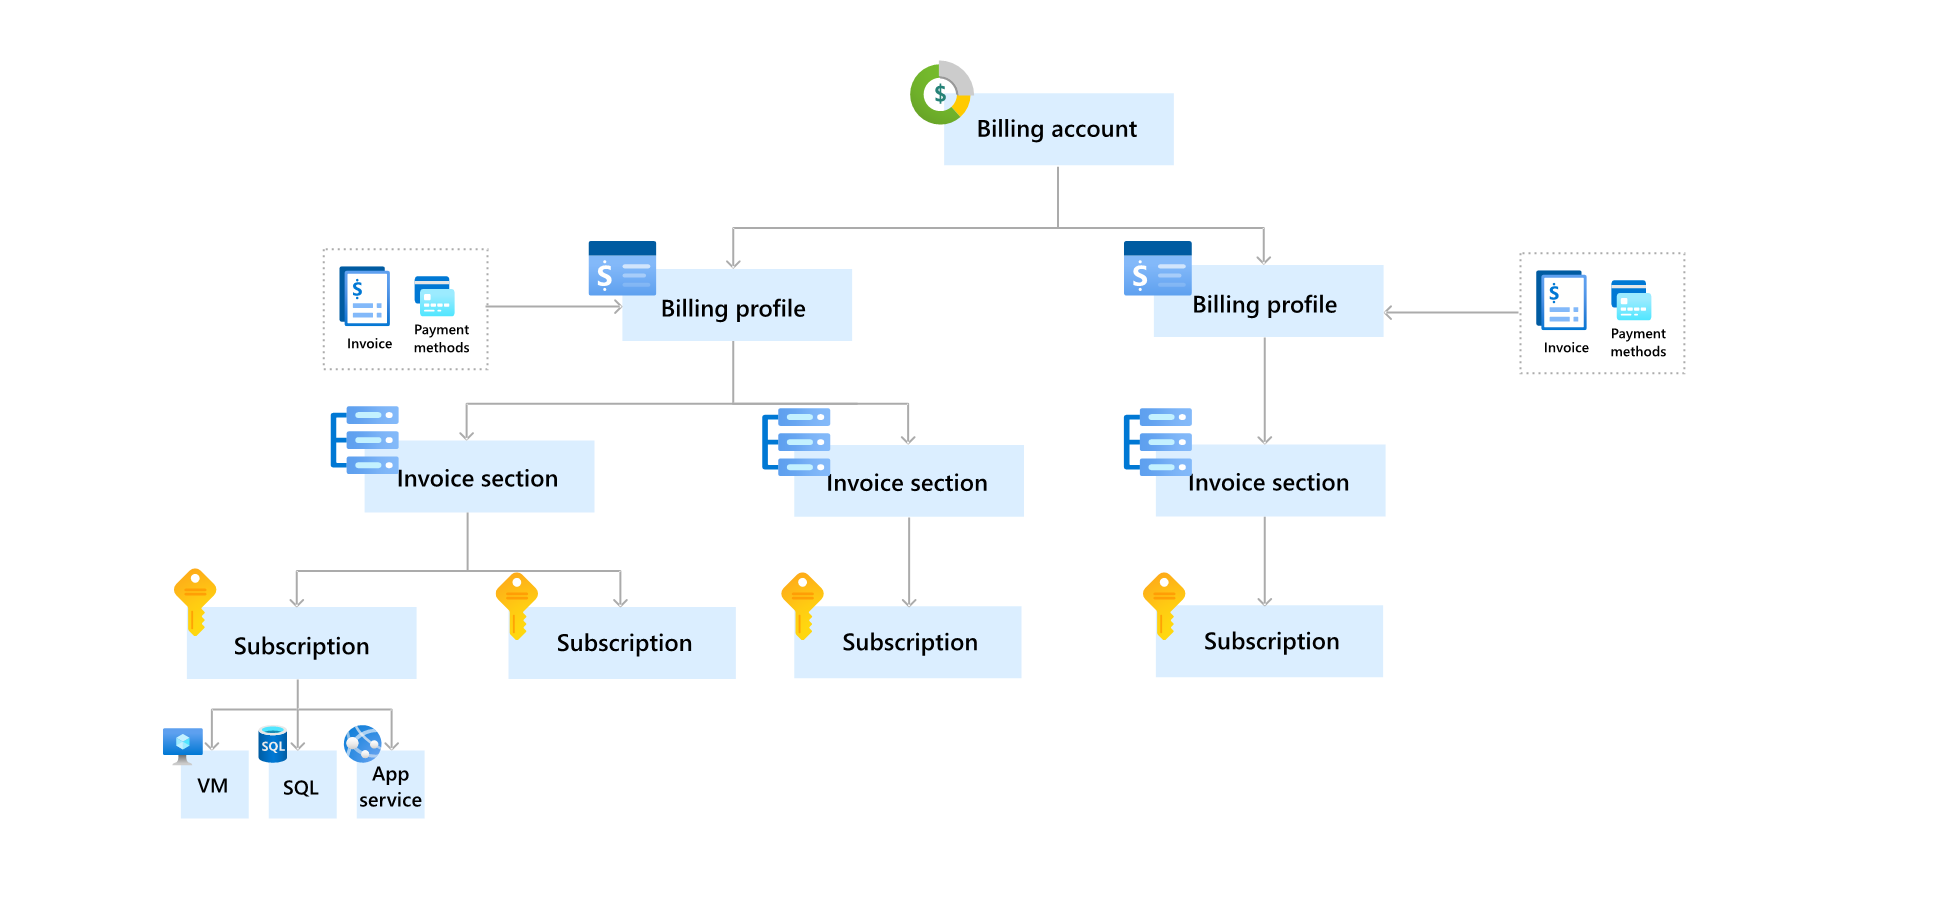 $
Billing account
$
Billing profile
$
Billing profile
$
Invoice
Payment
methods
$
Invoice
Payment
methods
Invoice section
Invoice section
Invoice section
Subscription
Subscription
Subscription
Subscription
VM
SQL
SQL
App
service